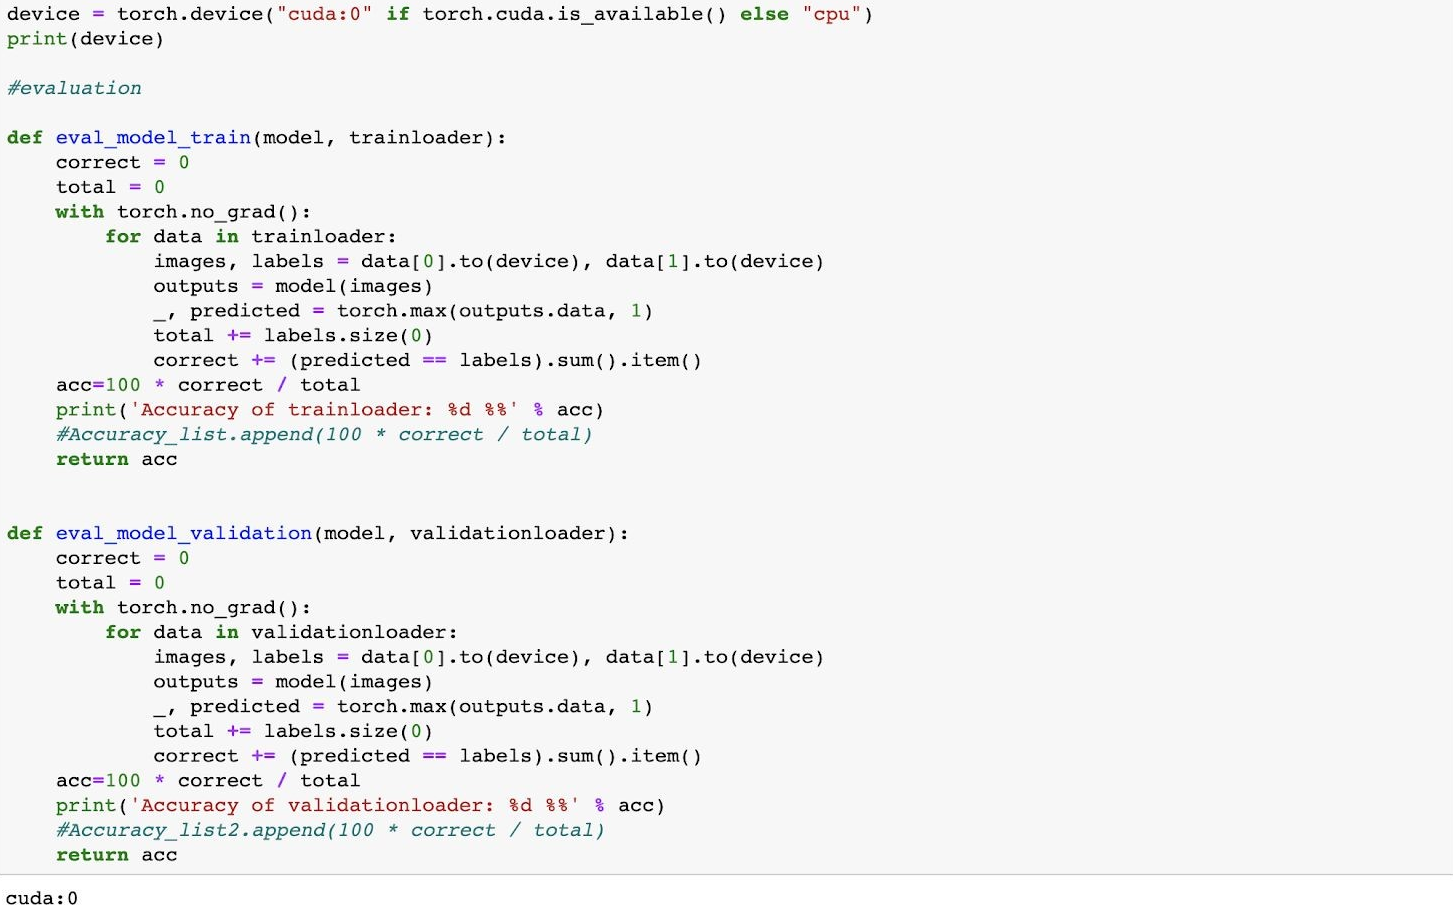 device = torch.device("cuda:0" if torch.cuda.is_available() else "cpu")
print(device)

#evaluation

def eval_model_train(model, trainloader):
    correct = 0
    total = 0
    with torch.no_grad():
        for data in trainloader:
            images, labels = data[0].to(device), data[1].to(device)
            outputs = model(images)
            _, predicted = torch.max(outputs.data, 1)
            total += labels.size(0)
            correct += (predicted == labels).sum().item()
    acc=100 * correct / total
    print('Accuracy of trainloader: %d %%' % acc)
    #Accuracy_list.append(100 * correct / total)
    return acc


def eval_model_validation(model, validationloader):
    correct = 0
    total = 0
    with torch.no_grad():
        for data in validationloader:
            images, labels = data[0].to(device), data[1].to(device)
            outputs = model(images)
            _, predicted = torch.max(outputs.data, 1)
            total += labels.size(0)
            correct += (predicted == labels).sum().item()
    acc=100 * correct / total
    print('Accuracy of validationloader: %d %%' % acc)
    #Accuracy_list2.append(100 * correct / total)
    return acc
cuda:0